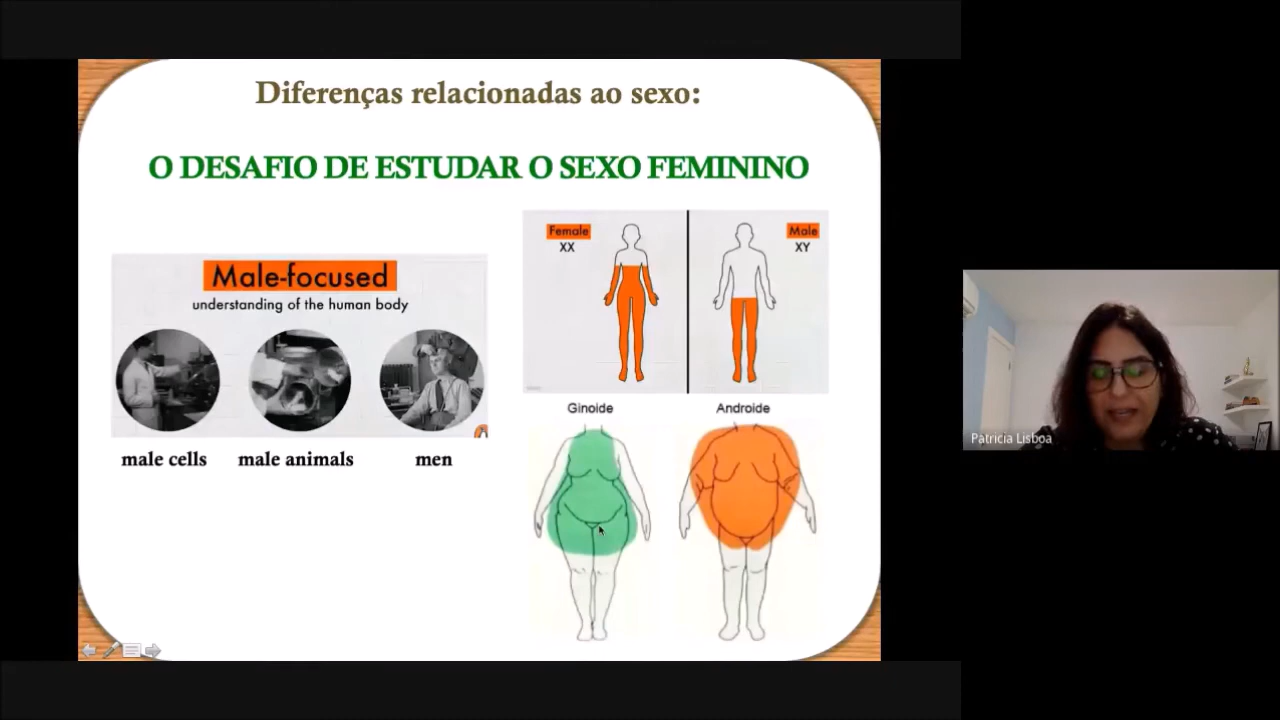 Diferenças relacionadas ao sexo:
O DESAFIO DE ESTUDAR O SEXO FEMININO
Male-focused
understanding of the human body
male cells
male animals
men
Female
XX
Male
XY
Ginoide
Androide
Patricia Lisboa